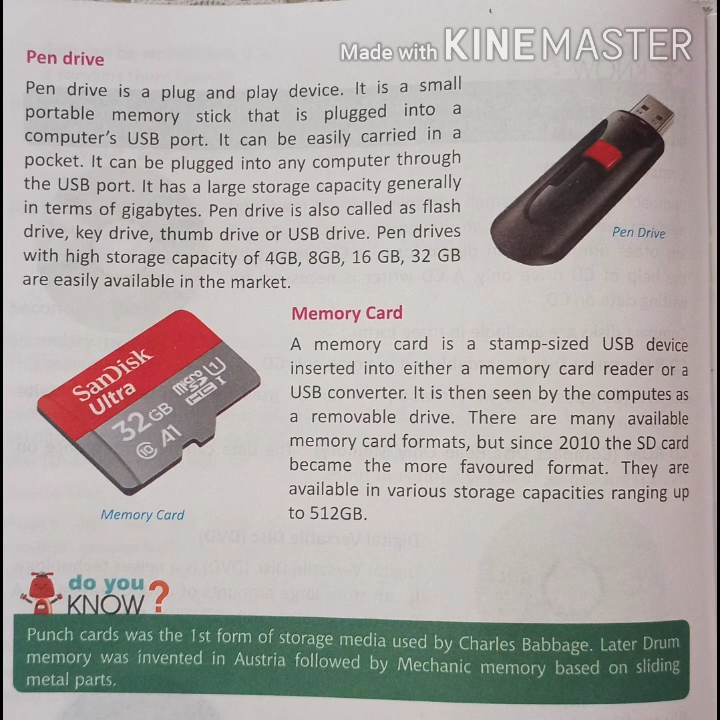 Made with KINEMASTER
Pen drive
Pen drive is a plug and play device. It is a small
portable memory stick that is plugged into a
computer's USB port. It can be easily carried in a
pocket. It can be plugged into any computer through
the USB port. It has a large storage capacity generally
in terms of gigabytes. Pen drive is also called as flash
drive, key drive, thumb drive or USB drive. Pen drives
with high storage capacity of 4GB, 8GB, 16 GB, 32 GB
are easily available in the market.
Pen Drive
Memory Card
A memory card is a stamp-sized USB device
inserted into either a memory card reader or a
USB converter. It is then seen by the computes as
a removable drive. There are many available
memory card formats, but since 2010 the SD card
became the more favoured format. They are
available in various storage capacities ranging up
to 512GB.
SanDisk
Ultra
32 GB
micro
SD
HC I
U
1
10 A1
Memory Card
do you
KNOW ?
Punch cards was the 1st form of storage media used by Charles Babbage. Later Drum
memory was invented in Austria followed by Mechanic memory based on sliding
metal parts.